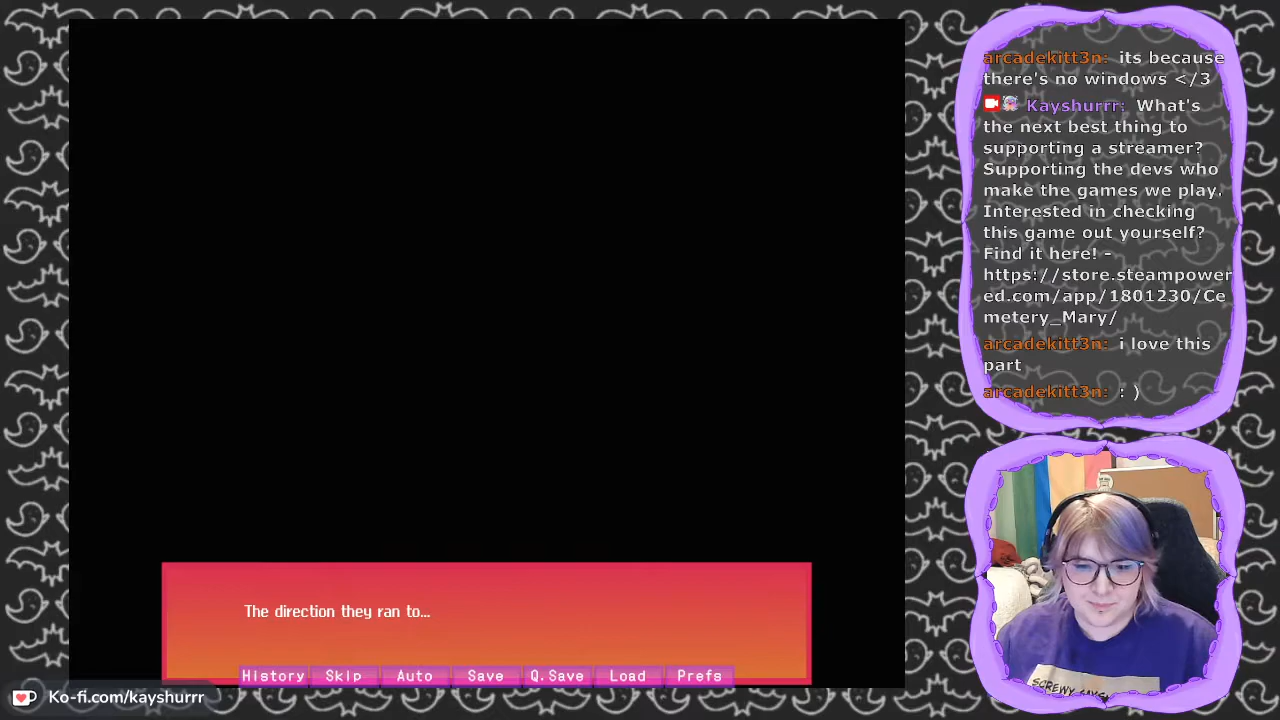 arcadekitt3n: its because
there's no windows </3
Kayshurrr: What's
the next best thing to
supporting a streamer?
Supporting the devs who
make the games we play.
Interested in checking
this game out yourself?
Find it here! -
https://store.steampower
ed.com/app/1801230/Ce
metery_Mary/
arcadekitt3n: i love this
part
arcadekitt3n: : )
The direction they ran to...
History Skip Auto Save Q.Save Load Prefs
Ko-fi.com/kayshurrr